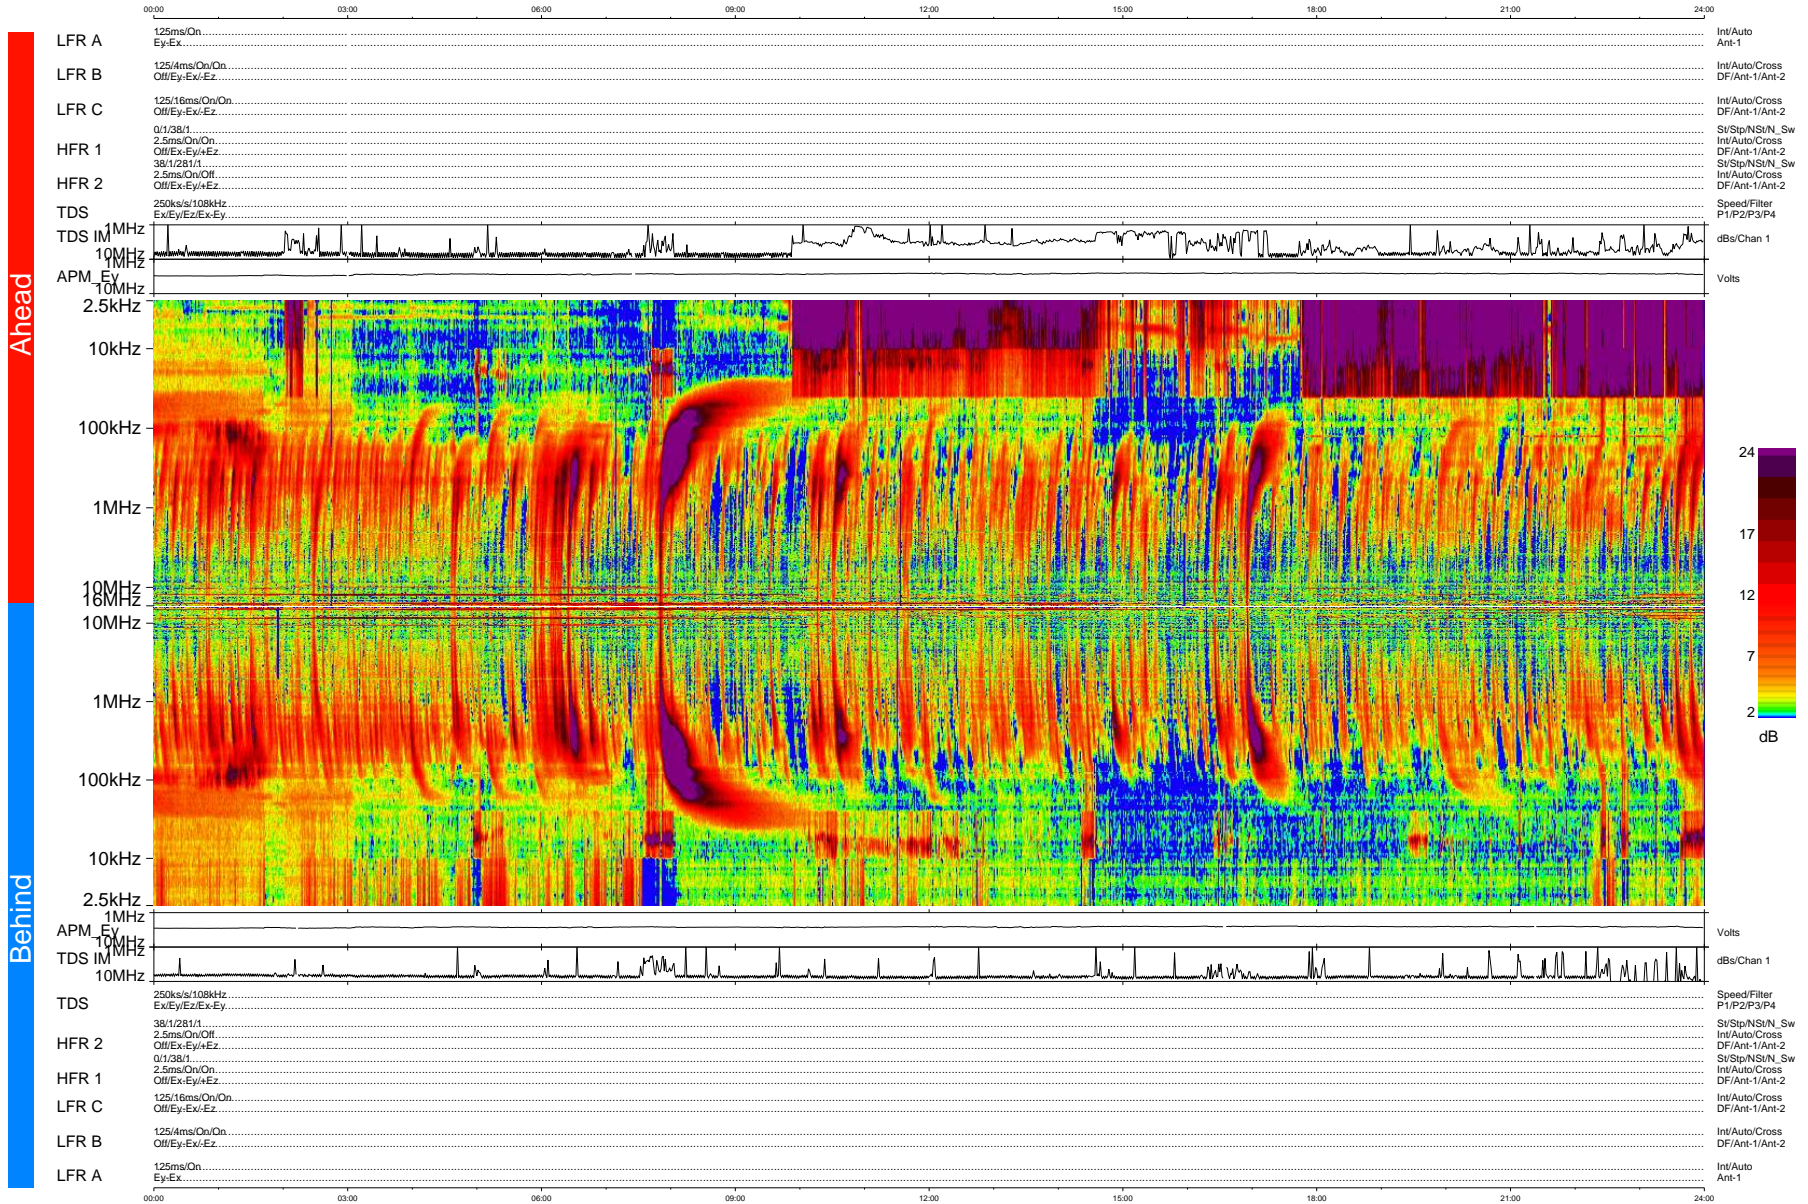 00:00 03:00 06:00 09:00 12:00 15:00 18:00 21:00 24:00
Ahead
LFR A 125ms/On Int/Auto
Ey-Ex Ant-1
LFR B 125/4ms/On/On Int/Auto/Cross
Off/Ey-Ex/-Ez DF/Ant-1/Ant-2
LFR C 125/16ms/On/On Int/Auto/Cross
Off/Ey-Ex/-Ez DF/Ant-1/Ant-2
0/1/38/1 St/Stp/NSt/N_Sw
HFR 1 2.5ms/On/On Int/Auto/Cross
Off/Ex-Ey/+Ez DF/Ant-1/Ant-2
38/1/281/1 St/Stp/NSt/N_Sw
HFR 2 2.5ms/On/Off Int/Auto/Cross
Off/Ex-Ey/+Ez DF/Ant-1/Ant-2
TDS 250ks/s/108kHz Speed/Filter
Ex/Ey/Ez/Ex-Ey P1/P2/P3/P4
TDS IM 1MHz dBs/Chan 1
10MHz
APM_Ey 1MHz Volts
10MHz
2.5kHz
10kHz
100kHz
1MHz
10MHz
16MHz
10MHz
1MHz
100kHz
10kHz
2.5kHz
24
17
12
7
2
dB
Behind
APM_Ey 1MHz Volts
10MHz
TDS IM 1MHz dBs/Chan 1
10MHz
TDS 250ks/s/108kHz Speed/Filter
Ex/Ey/Ez/Ex-Ey P1/P2/P3/P4
38/1/281/1 St/Stp/NSt/N_Sw
HFR 2 2.5ms/On/Off Int/Auto/Cross
Off/Ex-Ey/+Ez DF/Ant-1/Ant-2
0/1/38/1 St/Stp/NSt/N_Sw
HFR 1 2.5ms/On/On Int/Auto/Cross
Off/Ex-Ey/+Ez DF/Ant-1/Ant-2
LFR C 125/16ms/On/On Int/Auto/Cross
Off/Ey-Ex/-Ez DF/Ant-1/Ant-2
LFR B 125/4ms/On/On Int/Auto/Cross
Off/Ey-Ex/-Ez DF/Ant-1/Ant-2
LFR A 125ms/On Int/Auto
Ey-Ex Ant-1
00:00 03:00 06:00 09:00 12:00 15:00 18:00 21:00 24:00